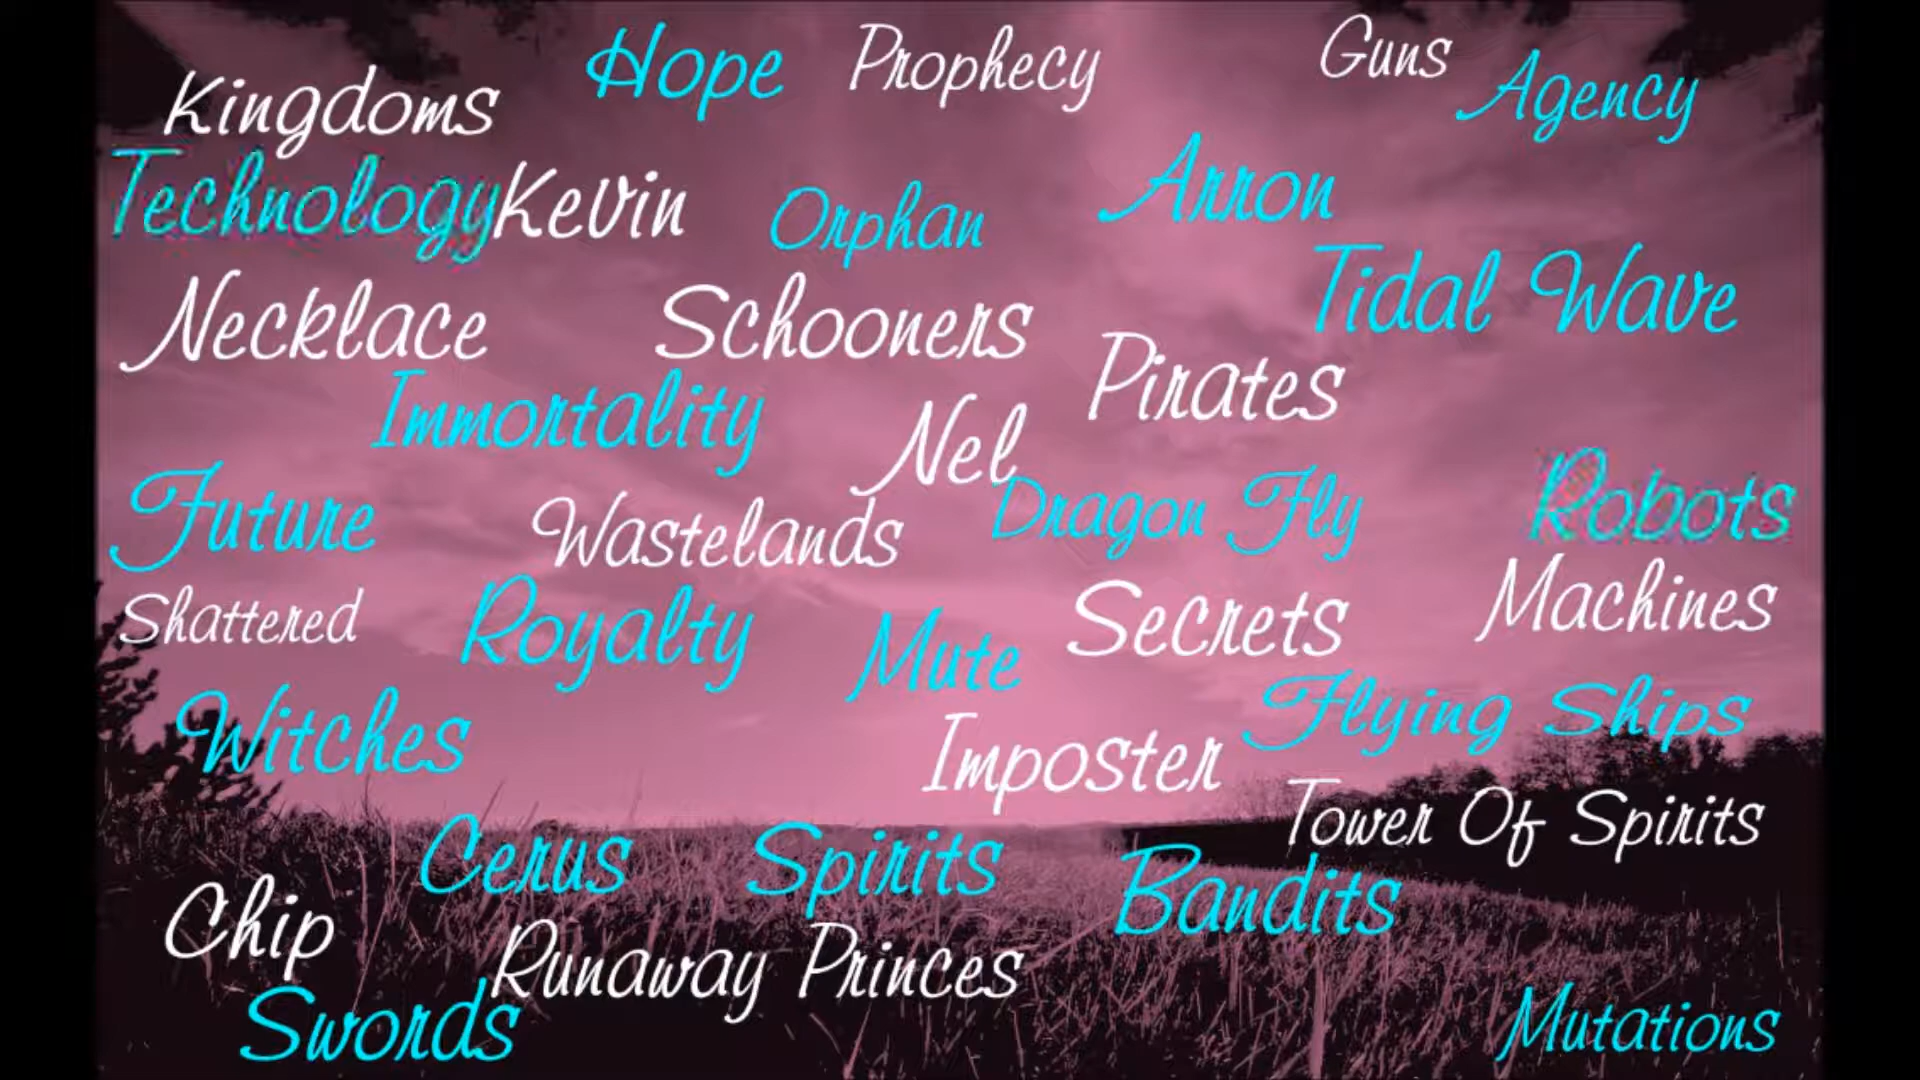 Hope Prophecy Guns
Kingdoms Agency
Technology Kevin Orphan Arron
Necklace Schooners Tidal Wave
Immortality Nel Pirates
Future Wastelands Dragon Fly Robots
Shattered Royalty Mute Secrets Machines
Witches Imposter Flying Ships
Tower Of Spirits
Cerus Spirits Bandits
Chip Runaway Princes
Swords Mutations